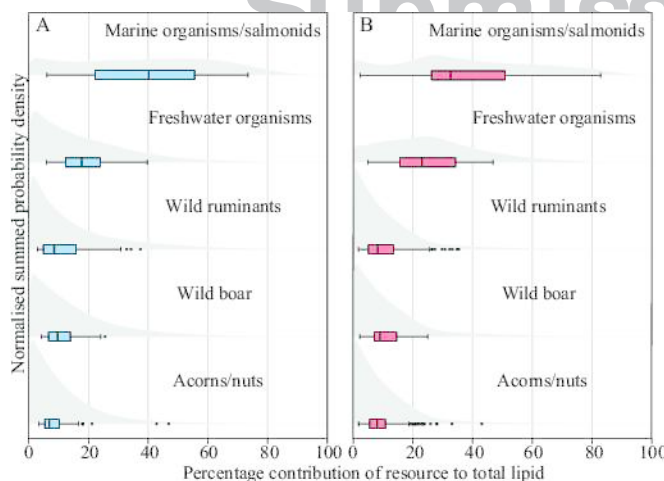 Submiss
A
Marine organisms/salmonids
Freshwater organisms
Wild ruminants
Wild boar
Acorns/nuts
0 20 40 60 80 100
B
Marine organisms/salmonids
Freshwater organisms
Wild ruminants
Wild boar
Acorns/nuts
0 20 40 60 80 100
Normalised summed probability density
Percentage contribution of resource to total lipid